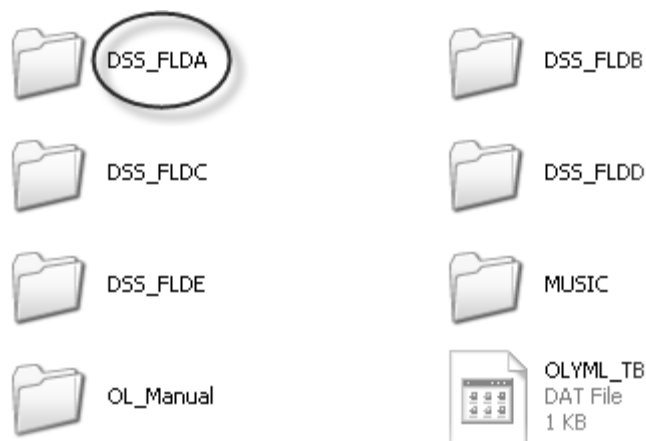 DSS_FLDA
DSS_FLDB
DSS_FLDC
DSS_FLDD
DSS_FLDE
MUSIC
OL_Manual
OLYML_TB
DAT File
1 KB